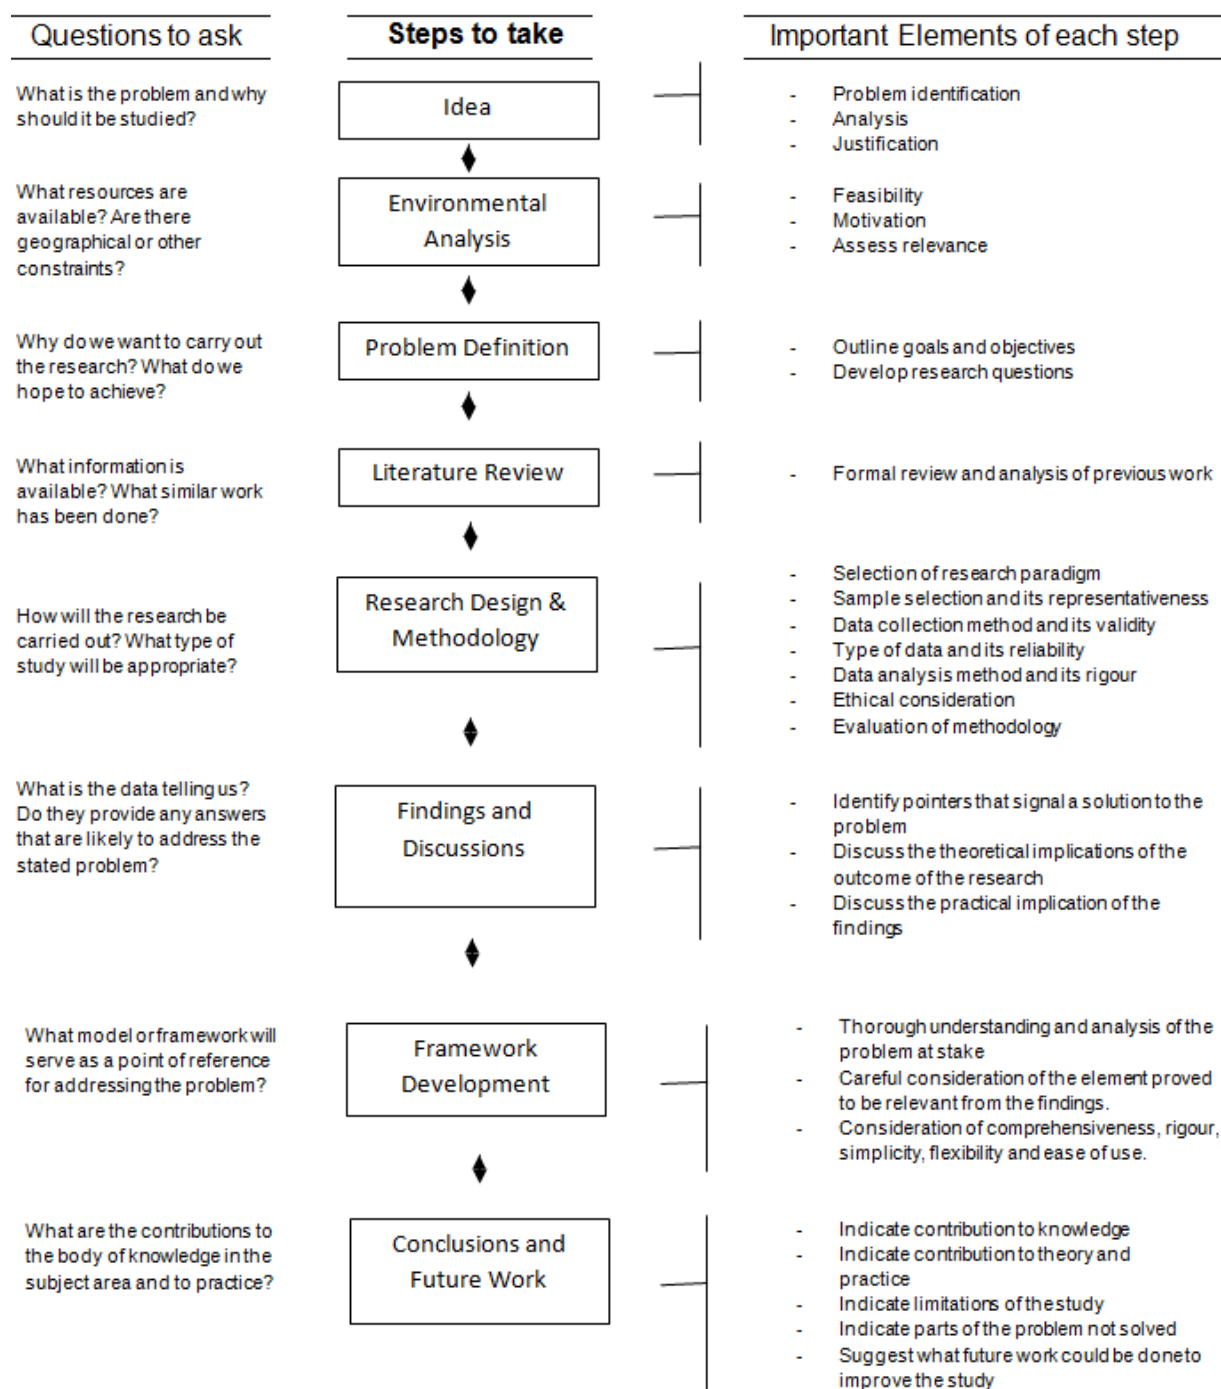 Questions to ask
Steps to take
Important Elements of each step
What is the problem and why
should it be studied?
Idea
- Problem identification
- Analysis
- Justification
What resources are
available? Are there
geographical or other
constraints?
Environmental
Analysis
- Feasibility
- Motivation
- Assess relevance
Why do we want to carry out
the research? What do we
hope to achieve?
Problem Definition
- Outline goals and objectives
- Develop research questions
What information is
available? What similar work
has been done?
Literature Review
- Formal review and analysis of previous work
How will the research be
carried out? What type of
study will be appropriate?
Research Design &
Methodology
- Selection of research paradigm
- Sample selection and its representativeness
- Data collection method and its validity
- Type of data and its reliability
- Data analysis method and its rigour
- Ethical consideration
- Evaluation of methodology
What is the data telling us?
Do they provide any answers
that are likely to address the
stated problem?
Findings and
Discussions
- Identify pointers that signal a solution to the
problem
- Discuss the theoretical implications of the
outcome of the research
- Discuss the practical implication of the
findings
What model or framework will
serve as a point of reference
for addressing the problem?
Framework
Development
- Thorough understanding and analysis of the
problem at stake
- Careful consideration of the element proved
to be relevant from the findings.
- Consideration of comprehensiveness, rigour,
simplicity, flexibility and ease of use.
What are the contributions to
the body of knowledge in the
subject area and to practice?
Conclusions and
Future Work
- Indicate contribution to knowledge
- Indicate contribution to theory and
practice
- Indicate limitations of the study
- Indicate parts of the problem not solved
- Suggest what future work could be done to
improve the study